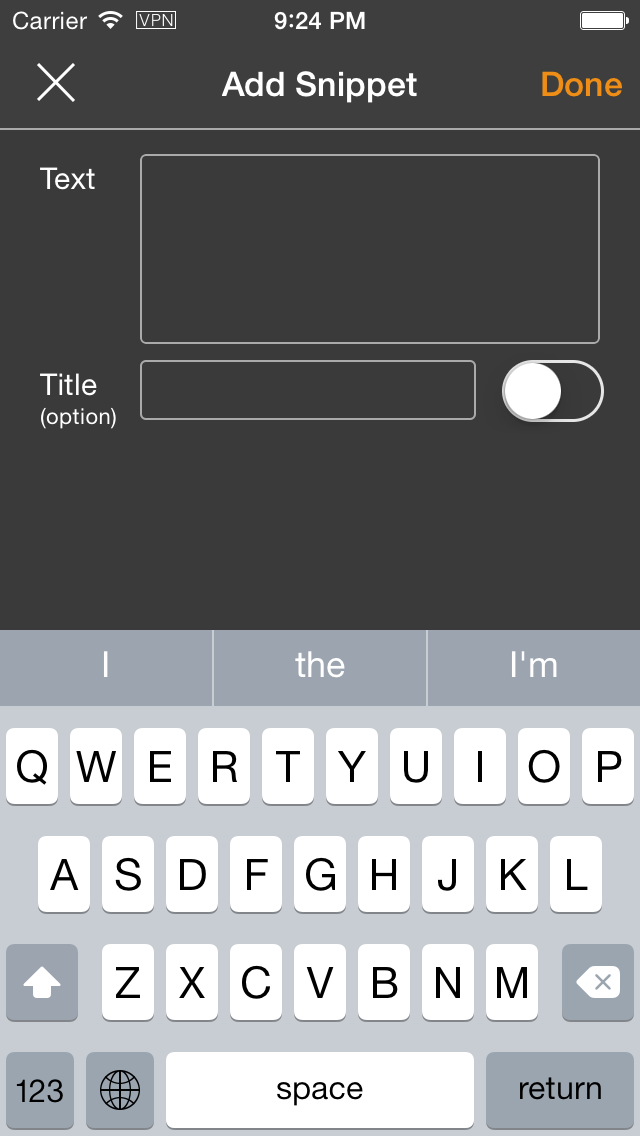 Carrier VPN 9:24 PM
Add Snippet Done
Text
Title
(option)
I the I'm
Q W E R T Y U I O P
A S D F G H J K L
Z X C V B N M
123 space return